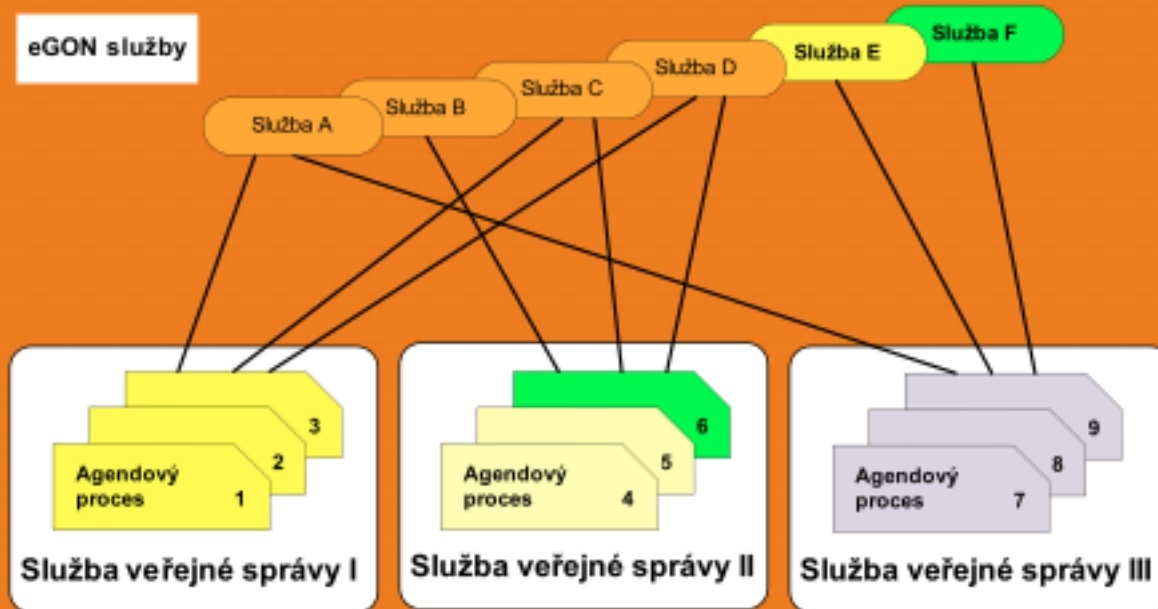 eGON služby
Služba A
Služba B
Služba C
Služba D
Služba E
Služba F
3
2
Agendový
proces 1
Služba veřejné správy I
6
5
Agendový
proces 4
Služba veřejné správy II
9
8
Agendový
proces 7
Služba veřejné správy III